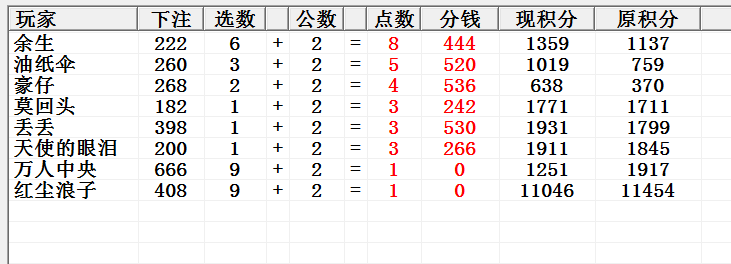 玩家 下注 选数 公数 点数 分钱 现积分 原积分
余生 222 6 + 2 = 8 444 1359 1137
油纸伞 260 3 + 2 = 5 520 1019 759
豪仔 268 2 + 2 = 4 536 638 370
莫回头 182 1 + 2 = 3 242 1771 1711
丢丢 398 1 + 2 = 3 530 1931 1799
天使的眼泪 200 1 + 2 = 3 266 1911 1845
万人中央 666 9 + 2 = 1 0 1251 1917
红尘浪子 408 9 + 2 = 1 0 11046 11454